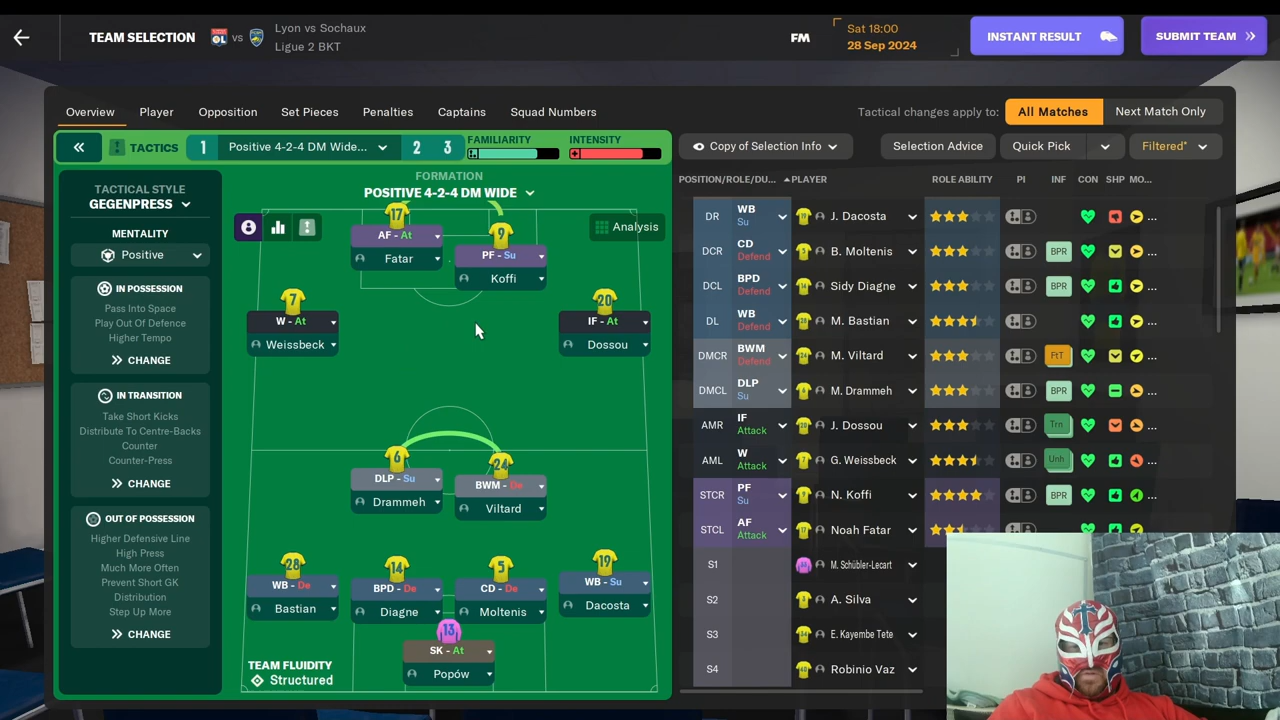 TEAM SELECTION
vs
Lyon vs Sochaux
Ligue 2 BKT
FM
Sat 18:00
28 Sep 2024
INSTANT RESULT
SUBMIT TEAM
Overview
Player
Opposition
Set Pieces
Penalties
Captains
Squad Numbers
Tactical changes apply to:
All Matches
Next Match Only
TACTICS
1
Positive 4-2-4 DM Wide...
2
3
FAMILIARITY
INTENSITY
Copy of Selection Info
Selection Advice
Quick Pick
Filtered*
TACTICAL STYLE
GEGENPRESS
MENTALITY
Positive
IN POSSESSION
Pass Into Space
Play Out Of Defence
Higher Tempo
CHANGE
IN TRANSITION
Take Short Kicks
Distribute To Centre-Backs
Counter
Counter-Press
CHANGE
OUT OF POSSESSION
Higher Defensive Line
High Press
Much More Often
Prevent Short GK
Distribution
Step Up More
CHANGE
FORMATION
POSITIVE 4-2-4 DM WIDE
Analysis
17
AF - At
Fatar
9
PF - Su
Koffi
7
W - At
Weissbeck
20
IF - At
Dossou
6
DLP - Su
Drammeh
24
BWM - De
Viltard
28
WB - De
Bastian
14
BPD - De
Diagne
5
CD - De
Moltenis
19
WB - Su
Dacosta
13
SK - At
Popów
TEAM FLUIDITY
Structured
POSITION/ROLE/DU... PLAYER ROLE ABILITY PI INF CON SHP MO...
DR WB Su J. Dacosta ...
DCR CD Defend B. Moltenis BPR ...
DCL BPD Defend Sidy Diagne BPR ...
DL WB Defend M. Bastian ...
DMCR BWM Defend M. Viltard FtT ...
DMCL DLP Su M. Drammeh BPR ...
AMR IF Attack J. Dossou Trn ...
AML W Attack G. Weissbeck Unh ...
STCR PF Su N. Koffi BPR ...
STCL AF Attack Noah Fatar ...
S1 M. Schübler-Lecart
S2 A. Silva
S3 E. Kayembe Tete
S4 Robinio Vaz